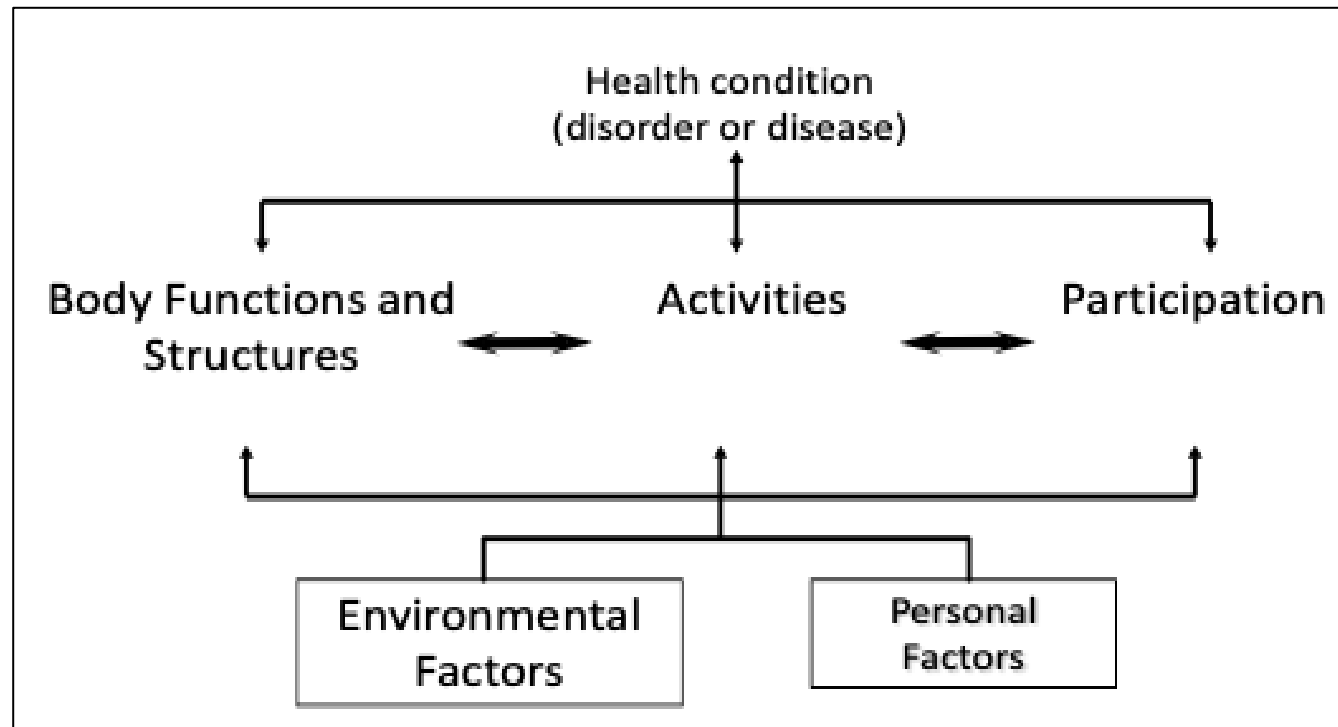 Health condition
(disorder or disease)
Body Functions and
Structures
Activities
Participation
Environmental
Factors
Personal
Factors